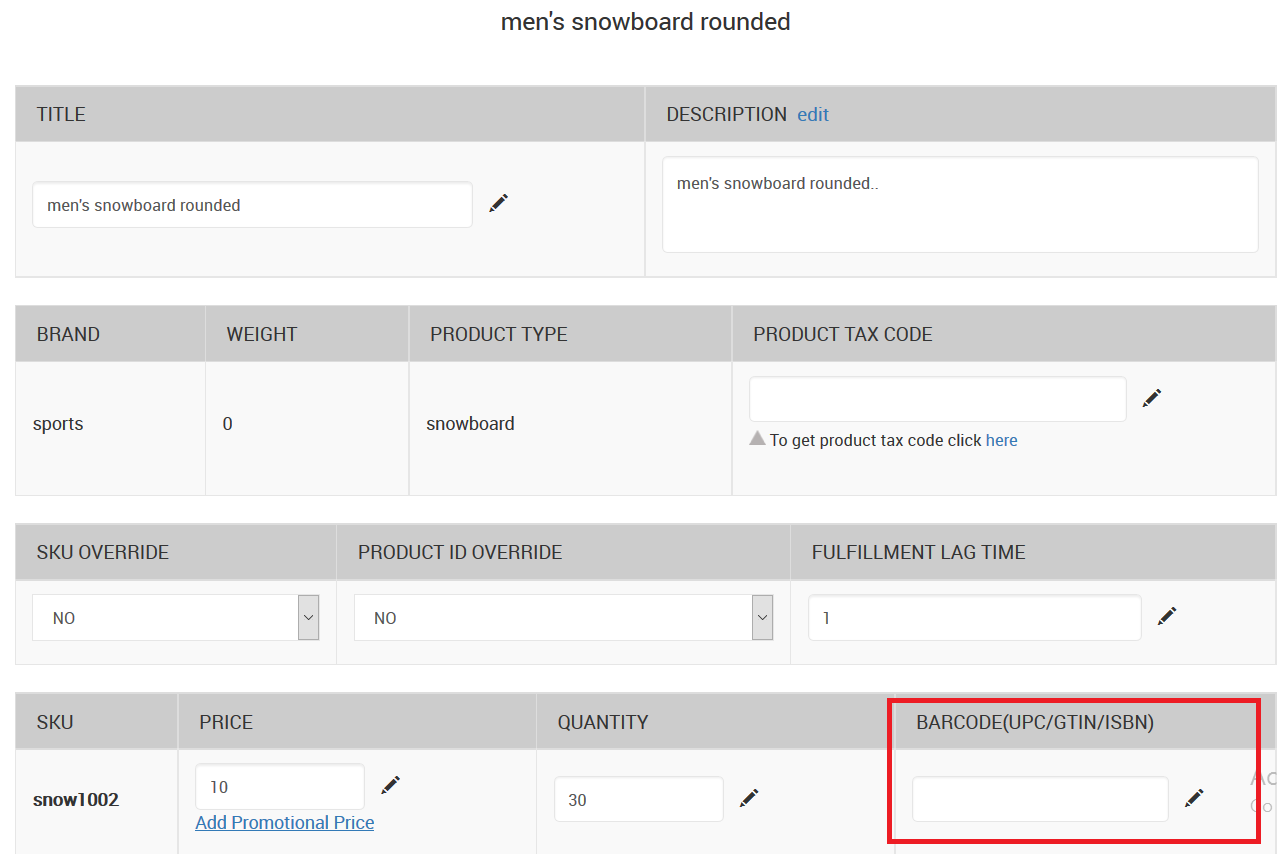 men's snowboard rounded
TITLE
DESCRIPTION edit
men's snowboard rounded
men's snowboard rounded..
BRAND
WEIGHT
PRODUCT TYPE
PRODUCT TAX CODE
sports
0
snowboard
To get product tax code click here
SKU OVERRIDE
PRODUCT ID OVERRIDE
FULFILLMENT LAG TIME
NO
NO
1
SKU
PRICE
QUANTITY
BARCODE(UPC/GTIN/ISBN)
snow1002
10
Add Promotional Price
30